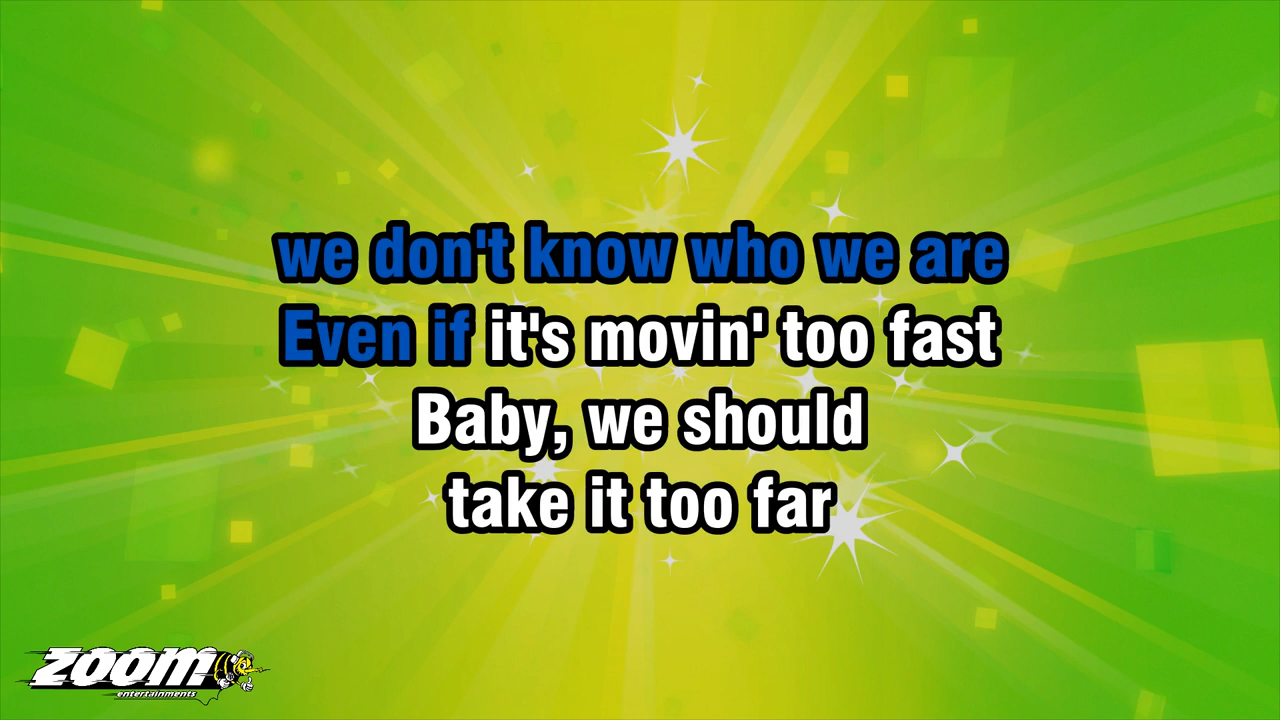 we don't know who we are
Even if it's movin' too fast
Baby, we should
take it too far
ZOOM
entertainments